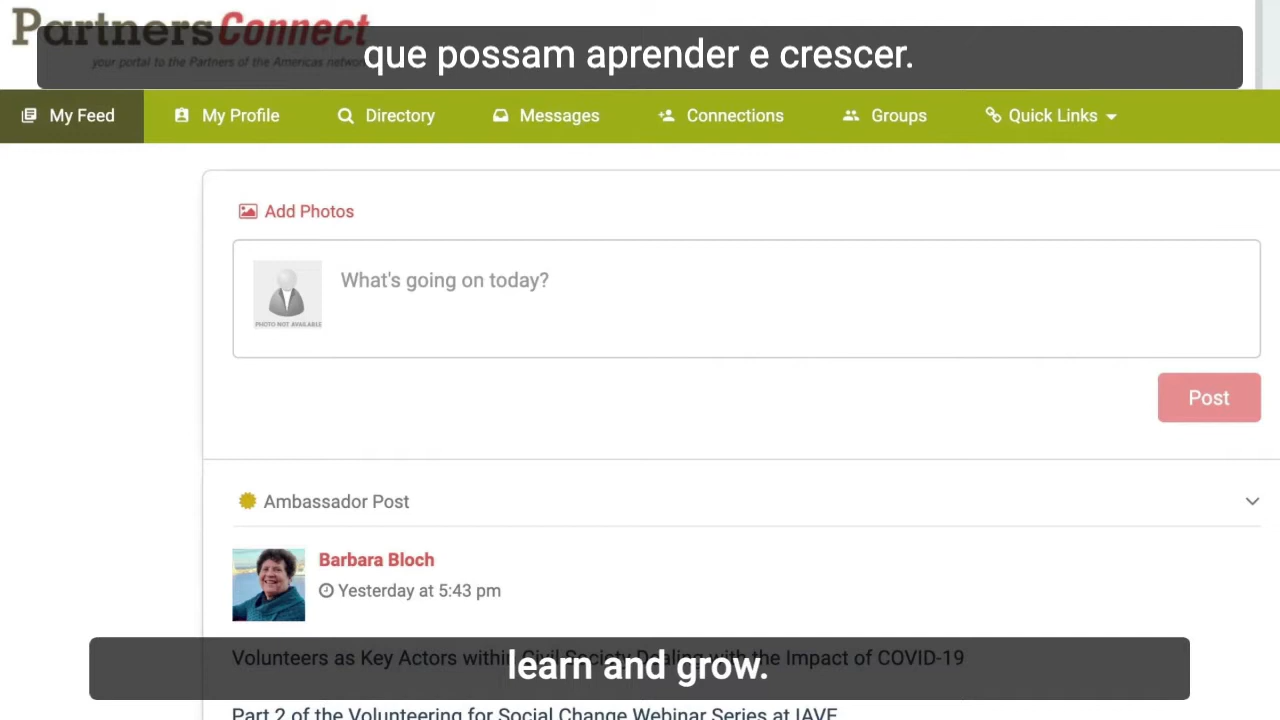 PartnersConnect
que possam aprender e crescer.
your portal to the Partners of the Americas network
My Feed My Profile Directory Messages Connections Groups Quick Links
Add Photos
What's going on today?
PHOTO NOT AVAILABLE
Post
Ambassador Post
Barbara Bloch
Yesterday at 5:43 pm
Volunteers as Key Actors within Civil Society Dealing with the Impact of COVID-19
learn and grow.
Part 2 of the Volunteering for Social Change Webinar Series at IAVE